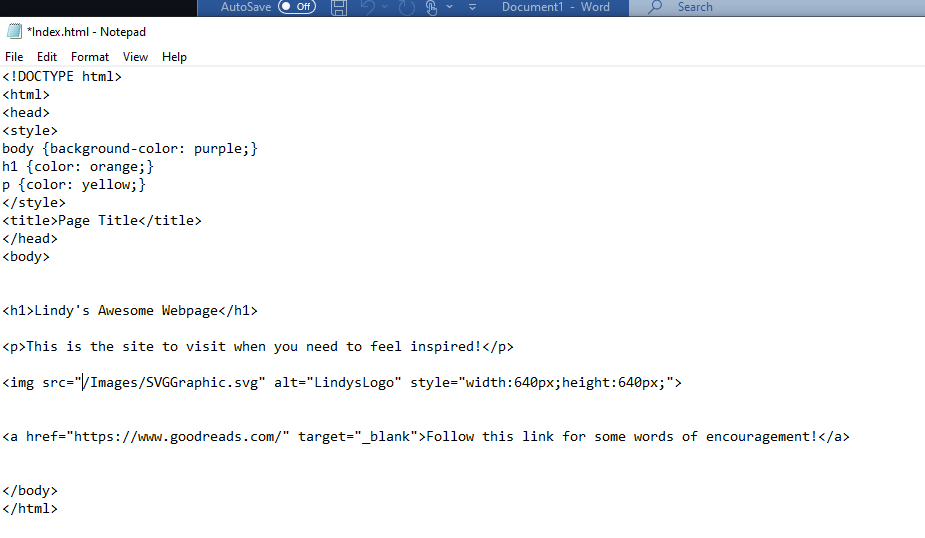 AutoSave Off Document1 - Word Search
*Index.html - Notepad
File Edit Format View Help
<!DOCTYPE html>
<html>
<head>
<style>
body {background-color: purple;}
h1 {color: orange;}
p {color: yellow;}
</style>
<title>Page Title</title>
</head>
<body>
<h1>Lindy's Awesome Webpage</h1>
<p>This is the site to visit when you need to feel inspired!</p>
<img src="/Images/SVGGraphic.svg" alt="LindysLogo" style="width:640px;height:640px;">
<a href="https://www.goodreads.com/" target="_blank">Follow this link for some words of encouragement!</a>
</body>
</html>